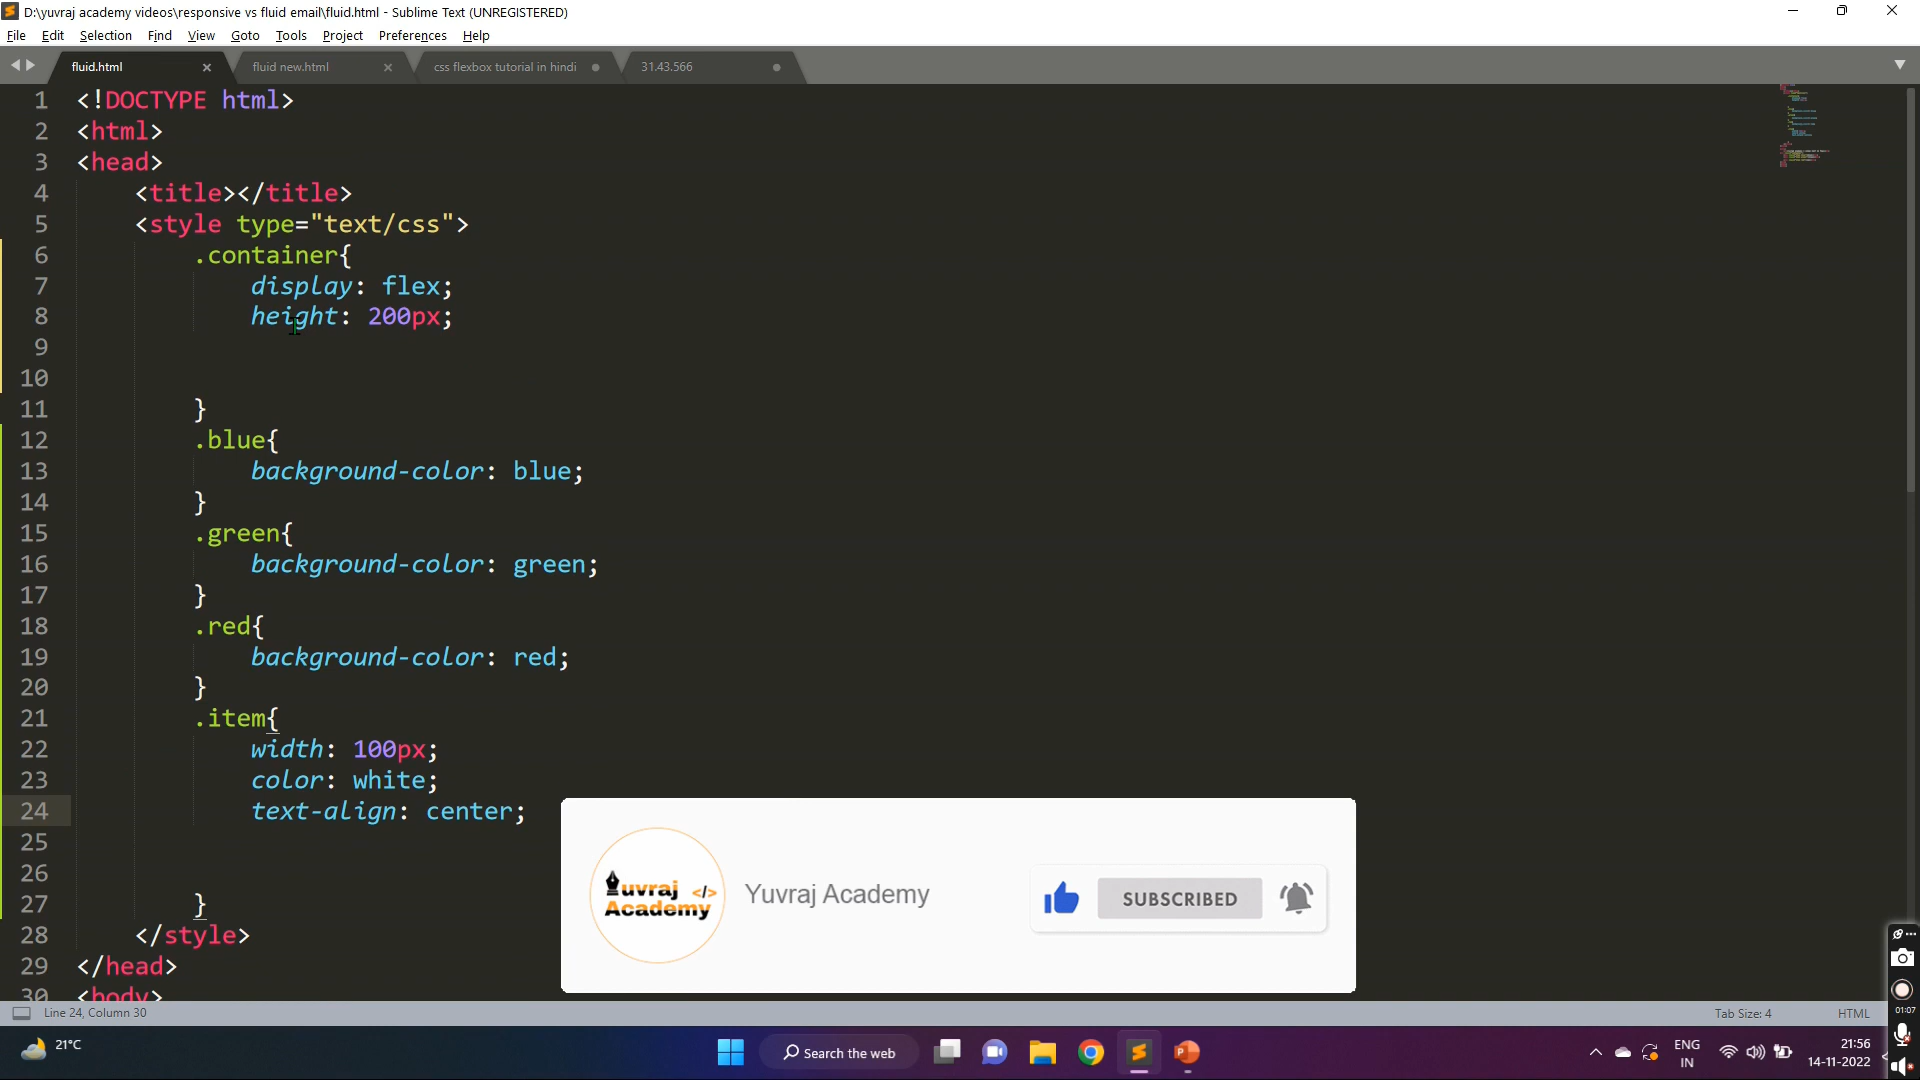 D:\yuvraj academy videos\responsive vs fluid email\fluid.html - Sublime Text (UNREGISTERED)
File Edit Selection Find View Goto Tools Project Preferences Help
fluid.html fluid new.html css flexbox tutorial in hindi 31.43.566
1 <!DOCTYPE html>
2 <html>
3 <head>
4 <title></title>
5 <style type="text/css">
6 .container{
7 display: flex;
8 height: 200px;
9
10
11 }
12 .blue{
13 background-color: blue;
14 }
15 .green{
16 background-color: green;
17 }
18 .red{
19 background-color: red;
20 }
21 .item{
22 width: 100px;
23 color: white;
24 text-align: center;
25
26
27 }
28 </style>
29 </head>
30 <body>
Yuvraj Academy </>
Yuvraj Academy
SUBSCRIBED
01:07
Line 24, Column 30 Tab Size: 4 HTML
21°C
Search the web
ENG
IN
21:56
14-11-2022